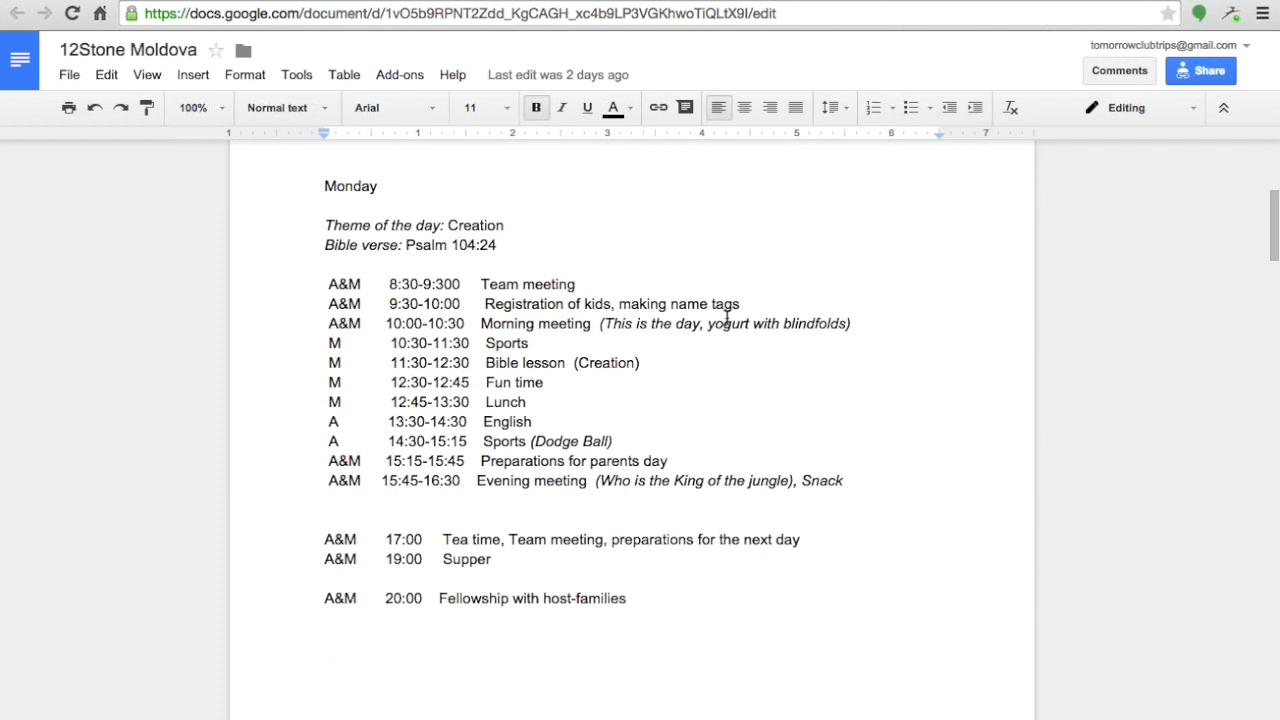 https://docs.google.com/document/d/1vO5b9RPNT2Zdd_KgCAGH_xc4b9LP3VGKhwoTiQLtX9I/edit
12Stone Moldova
tomorrowclubtrips@gmail.com
File Edit View Insert Format Tools Table Add-ons Help Last edit was 2 days ago
Comments Share
100% Normal text Arial 11 B I U A Editing
1 1 2 3 4 5 6 7
Monday
Theme of the day: Creation
Bible verse: Psalm 104:24
A&M 8:30-9:300 Team meeting
A&M 9:30-10:00 Registration of kids, making name tags
A&M 10:00-10:30 Morning meeting (This is the day, yogurt with blindfolds)
M 10:30-11:30 Sports
M 11:30-12:30 Bible lesson (Creation)
M 12:30-12:45 Fun time
M 12:45-13:30 Lunch
A 13:30-14:30 English
A 14:30-15:15 Sports (Dodge Ball)
A&M 15:15-15:45 Preparations for parents day
A&M 15:45-16:30 Evening meeting (Who is the King of the jungle), Snack
A&M 17:00 Tea time, Team meeting, preparations for the next day
A&M 19:00 Supper
A&M 20:00 Fellowship with host-families